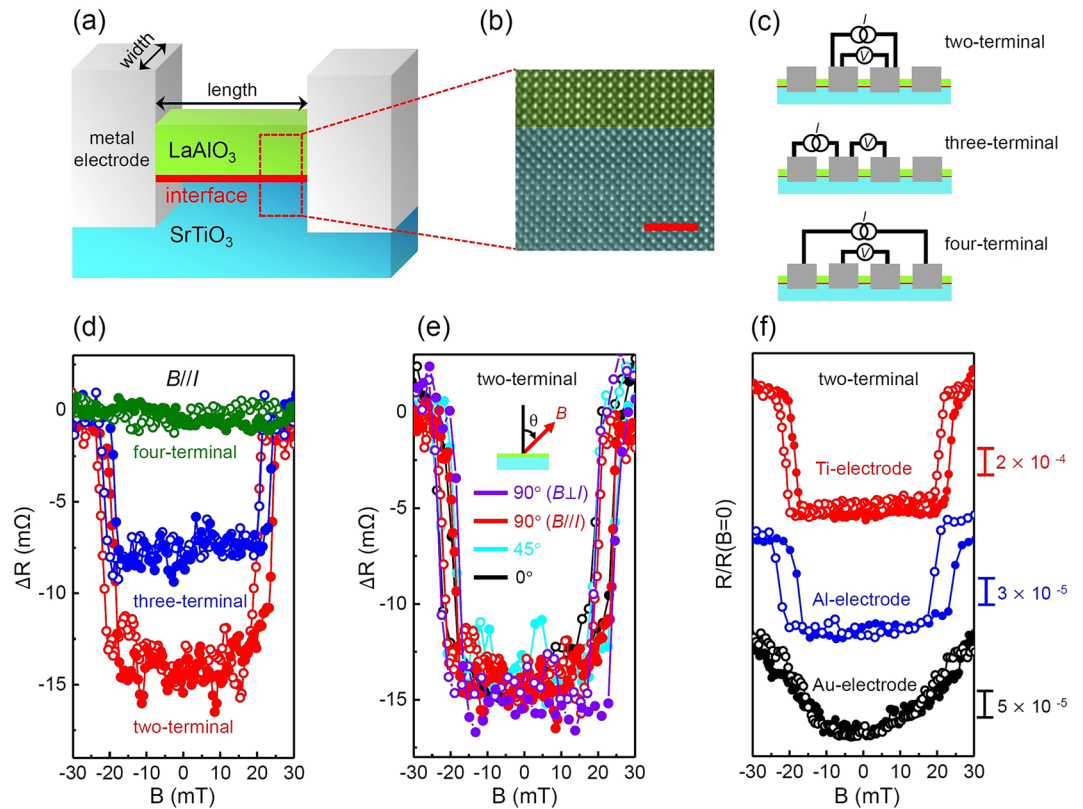 (a)
width
length
metal
electrode
LaAlO₃
interface
SrTiO₃
(b)
(c)
I
V
two-terminal
I
V
three-terminal
I
V
four-terminal
(d)
B//I
0
-5
-10
-15
ΔR (mΩ)
four-terminal
three-terminal
two-terminal
-30 -20 -10 0 10 20 30
B (mT)
(e)
two-terminal
θ
B
0
-5
-10
-15
ΔR (mΩ)
90° (B⊥I)
90° (B//I)
45°
0°
-30 -20 -10 0 10 20 30
B (mT)
(f)
two-terminal
R/R(B=0)
Ti-electrode
2 × 10⁻⁴
Al-electrode
3 × 10⁻⁵
Au-electrode
5 × 10⁻⁵
-30 -20 -10 0 10 20 30
B (mT)